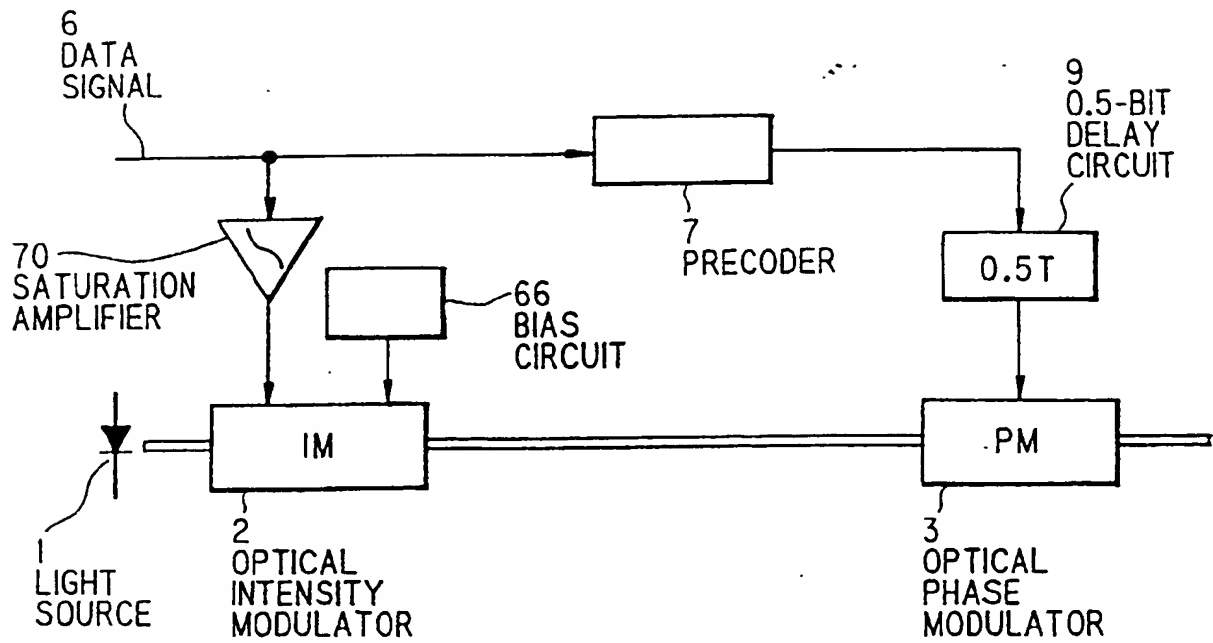 6
DATA
SIGNAL
9
0.5-BIT
DELAY
CIRCUIT
7
PRECODER
70
SATURATION
AMPLIFIER
66
BIAS
CIRCUIT
0.5T
IM
PM
1
LIGHT
SOURCE
2
OPTICAL
INTENSITY
MODULATOR
3
OPTICAL
PHASE
MODULATOR